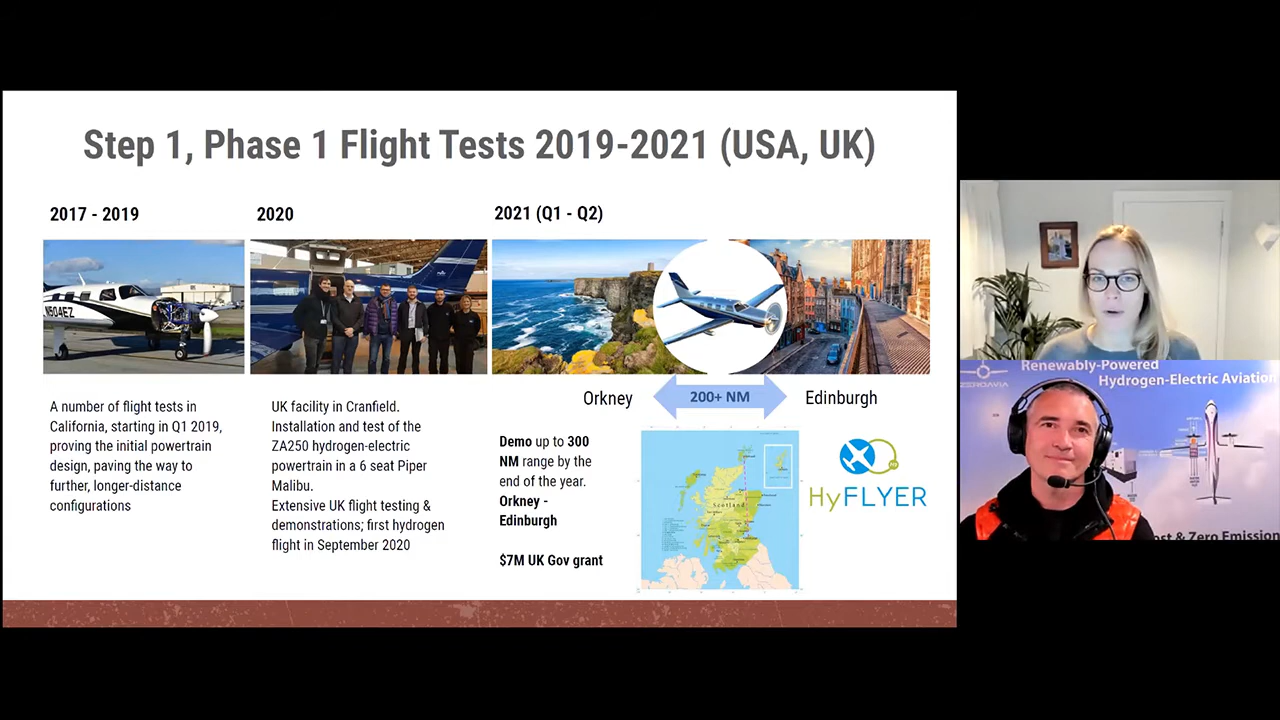 Step 1, Phase 1 Flight Tests 2019-2021 (USA, UK)
2017 - 2019
2020
2021 (Q1 - Q2)
N504EZ
A number of flight tests in
California, starting in Q1 2019,
proving the initial powertrain
design, paving the way to
further, longer-distance
configurations
UK facility in Cranfield.
Installation and test of the
ZA250 hydrogen-electric
powertrain in a 6 seat Piper
Malibu.
Extensive UK flight testing &
demonstrations; first hydrogen
flight in September 2020
Orkney
200+ NM
Edinburgh
Demo up to 300
NM range by the
end of the year.
Orkney -
Edinburgh
$7M UK Gov grant
Scotland
HyFLYER
Renewably-Powered
Hydrogen-Electric Aviation
ZEROAVIA
& Zero Emission